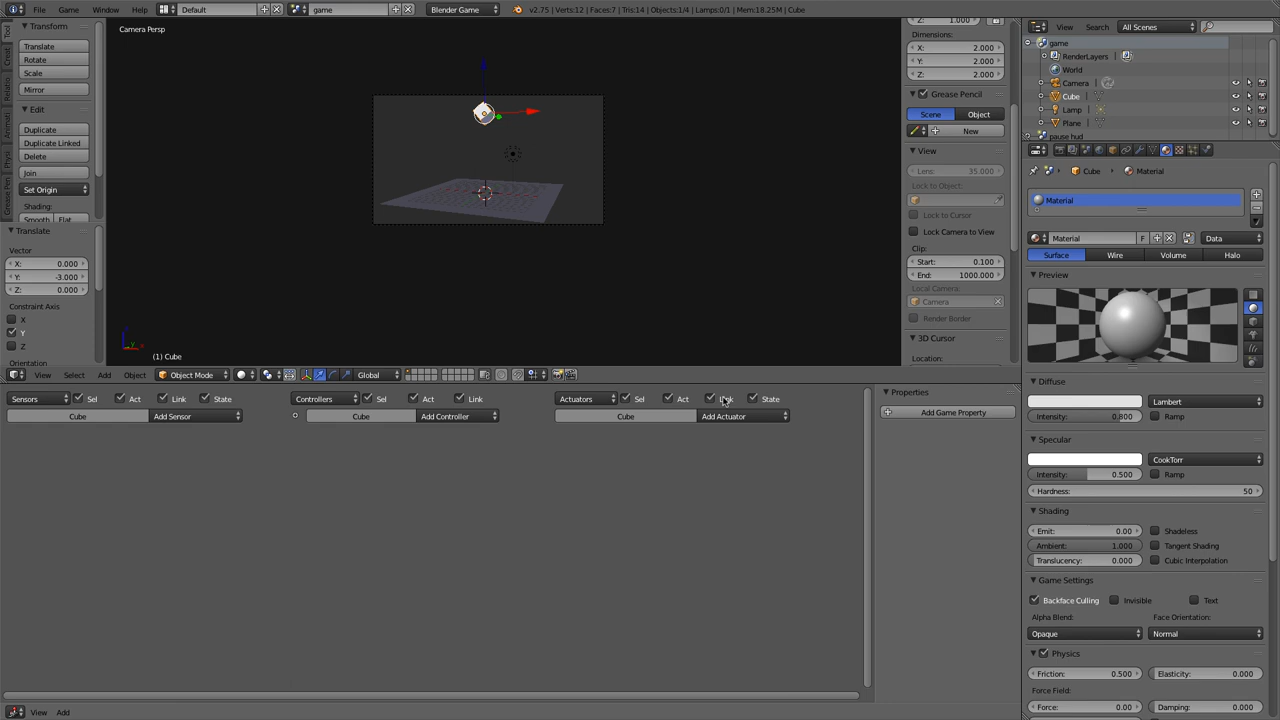 File Game Window Help Default game Blender Game v2.75 | Verts:12 | Faces:7 | Tris:14 | Objects:1/4 | Lamps:0/1 | Mem:18.25M | Cube
Transform
Translate
Rotate
Scale
Mirror
Edit
Duplicate
Duplicate Linked
Delete
Join
Set Origin
Shading:
Smooth Flat
Translate
Vector
X: 0.000
Y: -3.000
Z: 0.000
Constraint Axis
X
Y
Z
Orientation
Tool
Creat
Relatio
Animati
Physi
Grease Pen
Camera Persp
(1) Cube
Z: 1.000
Dimensions:
X: 2.000
Y: 2.000
Z: 2.000
Grease Pencil
Scene Object
New
View
Lens: 35.000
Lock to Object:
Lock to Cursor
Lock Camera to View
Clip:
Start: 0.100
End: 1000.000
Local Camera:
Camera
Render Border
3D Cursor
Location:
View Select Add Object Object Mode Global
Sensors Sel Act Link State Controllers Sel Act Link Actuators Sel Act Link State
Cube Add Sensor Cube Add Controller Cube Add Actuator
Properties
Add Game Property
View Add
View Search All Scenes
game
RenderLayers
World
Camera
Cube
Lamp
Plane
pause hud
Cube Material
Material
Material F Data
Surface Wire Volume Halo
Preview
Diffuse
Lambert
Intensity: 0.800 Ramp
Specular
CookTorr
Intensity: 0.500 Ramp
Hardness: 50
Shading
Emit: 0.00 Shadeless
Ambient: 1.000 Tangent Shading
Translucency: 0.000 Cubic Interpolation
Game Settings
Backface Culling Invisible Text
Alpha Blend: Face Orientation:
Opaque Normal
Physics
Friction: 0.500 Elasticity: 0.000
Force Field:
Force: 0.00 Damping: 0.000